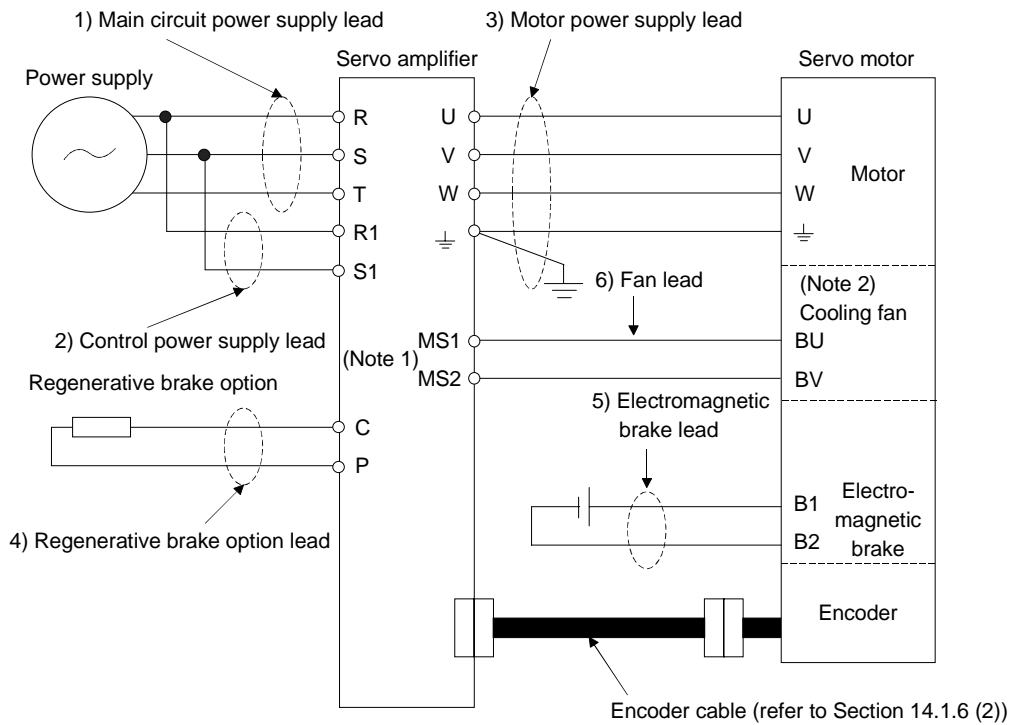 1) Main circuit power supply lead
3) Motor power supply lead
Power supply
Servo amplifier
Servo motor
R
U
U
S
V
V
Motor
T
W
W
R1
S1
6) Fan lead
(Note 2)
Cooling fan
2) Control power supply lead
(Note 1)
MS1
BU
MS2
BV
Regenerative brake option
5) Electromagnetic
brake lead
C
P
4) Regenerative brake option lead
B1
B2
Electro-
magnetic
brake
Encoder
Encoder cable (refer to Section 14.1.6 (2))